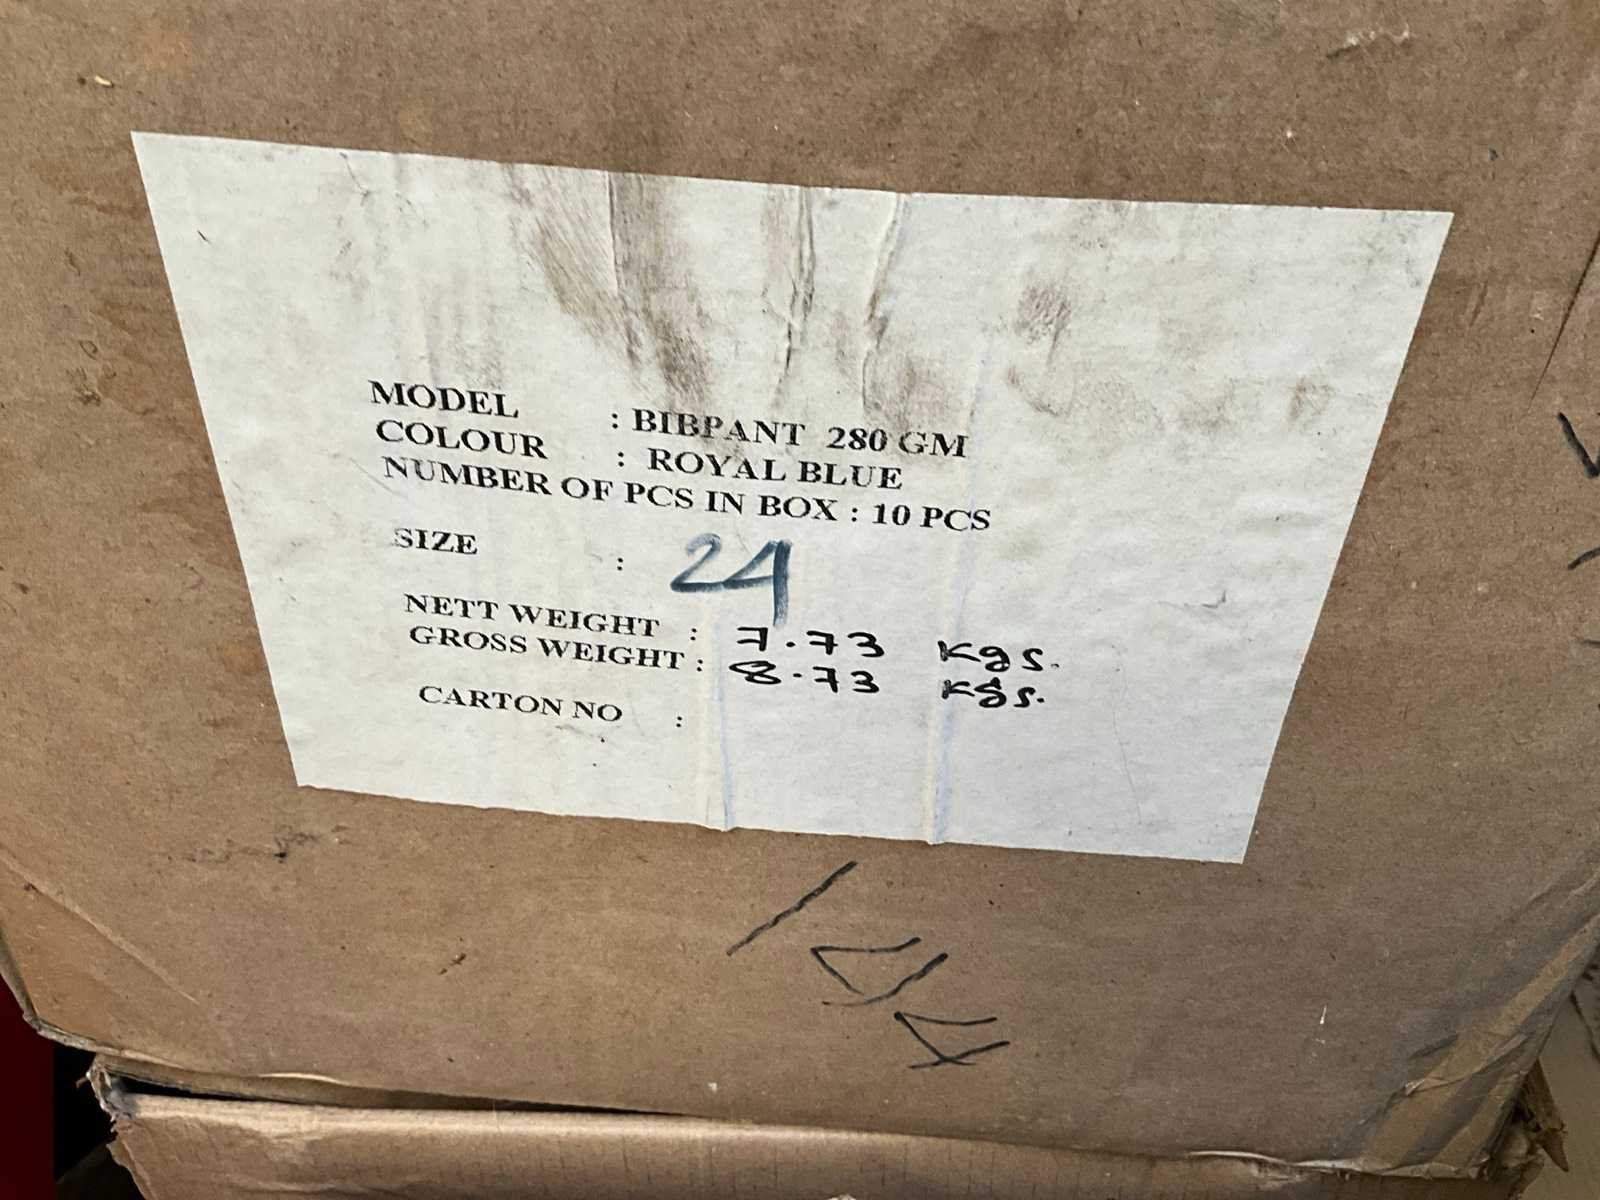 MODEL : BIBPANT 280 GM
COLOUR : ROYAL BLUE
NUMBER OF PCS IN BOX : 10 PCS
SIZE : 24
NETT WEIGHT : 7.73 Kgs.
GROSS WEIGHT : 8.73 Kgs.
CARTON NO :